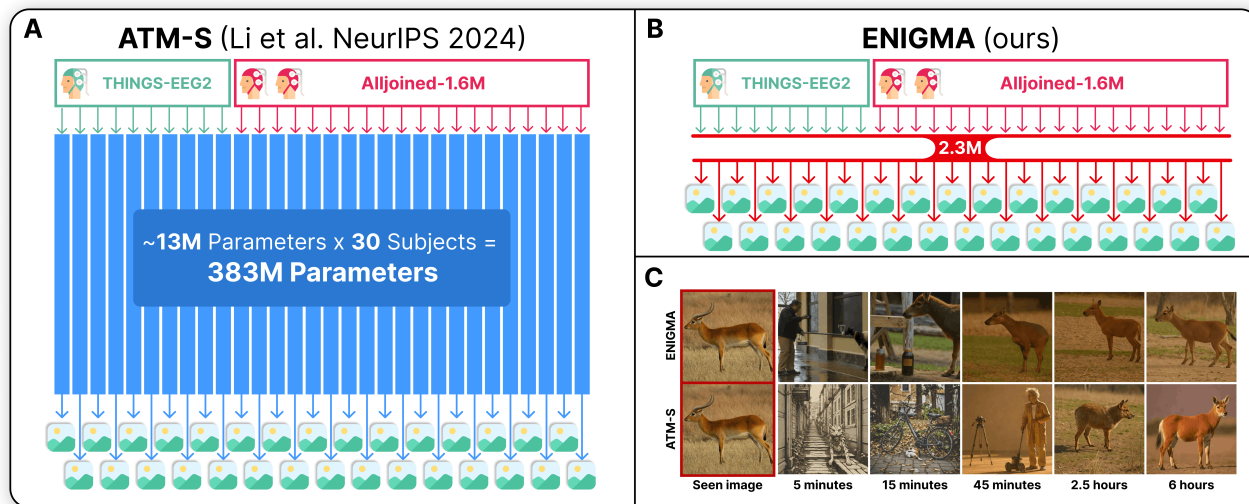 A
ATM-S (Li et al. NeurIPS 2024)
THINGS-EEG2
Alljoined-1.6M
~13M Parameters x 30 Subjects =
383M Parameters
B
ENIGMA (ours)
THINGS-EEG2
Alljoined-1.6M
2.3M
C
ENIGMA
ATM-S
Seen image
5 minutes
15 minutes
45 minutes
2.5 hours
6 hours